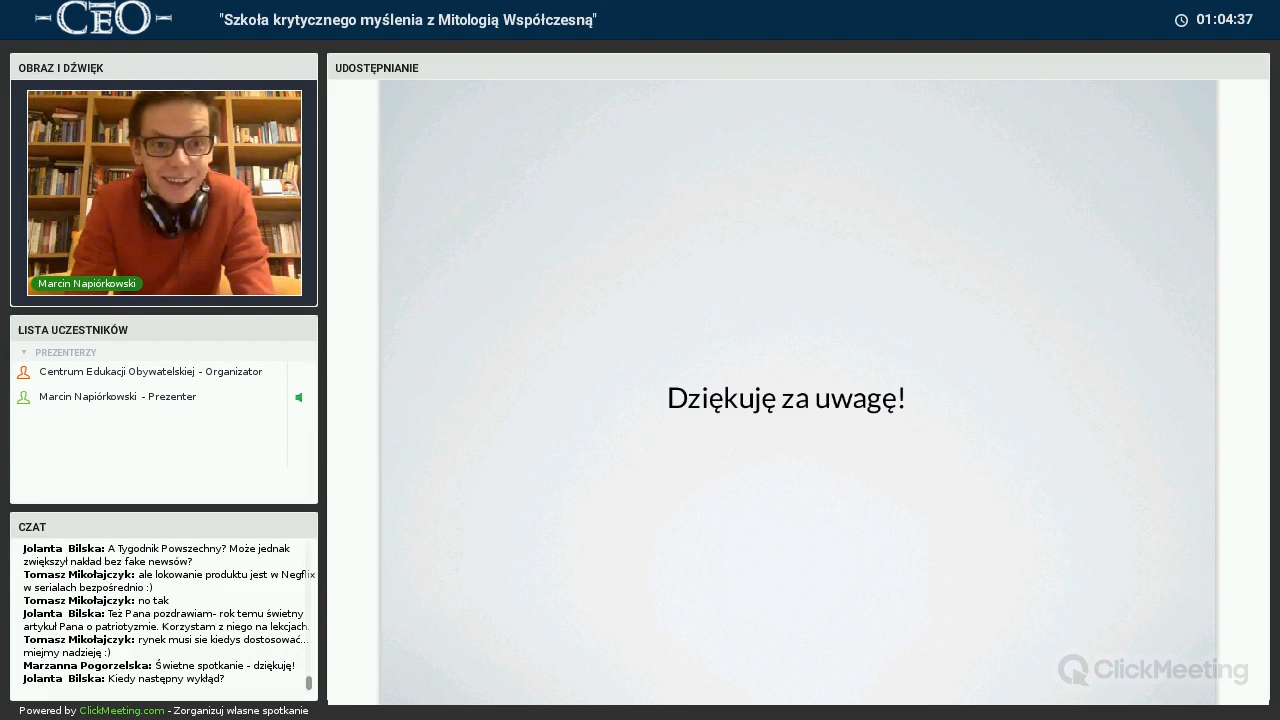 CEO
"Szkoła krytycznego myślenia z Mitologią Współczesną"
01:04:37
OBRAZ I DŹWIĘK
Marcin Napiórkowski
LISTA UCZESTNIKÓW
PREZENTERZY
Centrum Edukacji Obywatelskiej - Organizator
Marcin Napiórkowski - Prezenter
CZAT
Jolanta Bilska: A Tygodnik Powszechny? Może jednak
zwiększył nakład bez fake newsów?
Tomasz Mikołajczyk: ale lokowanie produktu jest w Negflix
w serialach bezpośrednio :)
Tomasz Mikołajczyk: no tak
Jolanta Bilska: Też Pana pozdrawiam- rok temu świetny
artykuł Pana o patriotyzmie. Korzystam z niego na lekcjach.
Tomasz Mikołajczyk: rynek musi sie kiedys dostosować...
miejmy nadzieję :)
Marzanna Pogorzelska: Świetne spotkanie - dziękuję!
Jolanta Bilska: Kiedy następny wykłąd?
Powered by ClickMeeting.com - Zorganizuj własne spotkanie
UDOSTĘPNIANIE
Dziękuję za uwagę!
ClickMeeting